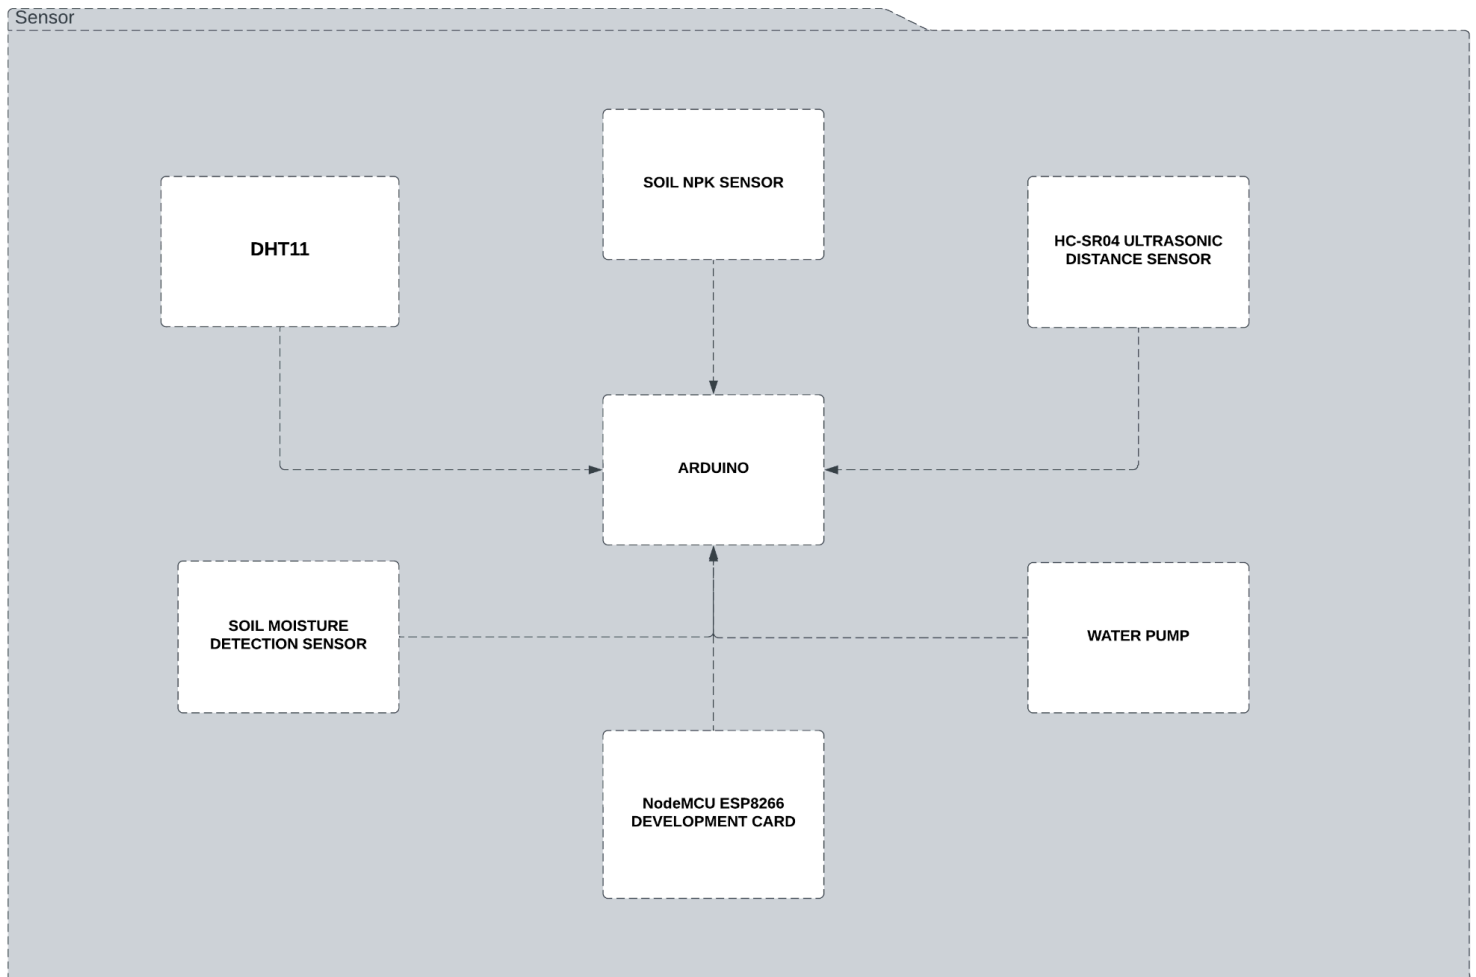 Sensor
SOIL NPK SENSOR
DHT11
HC-SR04 ULTRASONIC
DISTANCE SENSOR
ARDUINO
SOIL MOISTURE
DETECTION SENSOR
WATER PUMP
NodeMCU ESP8266
DEVELOPMENT CARD